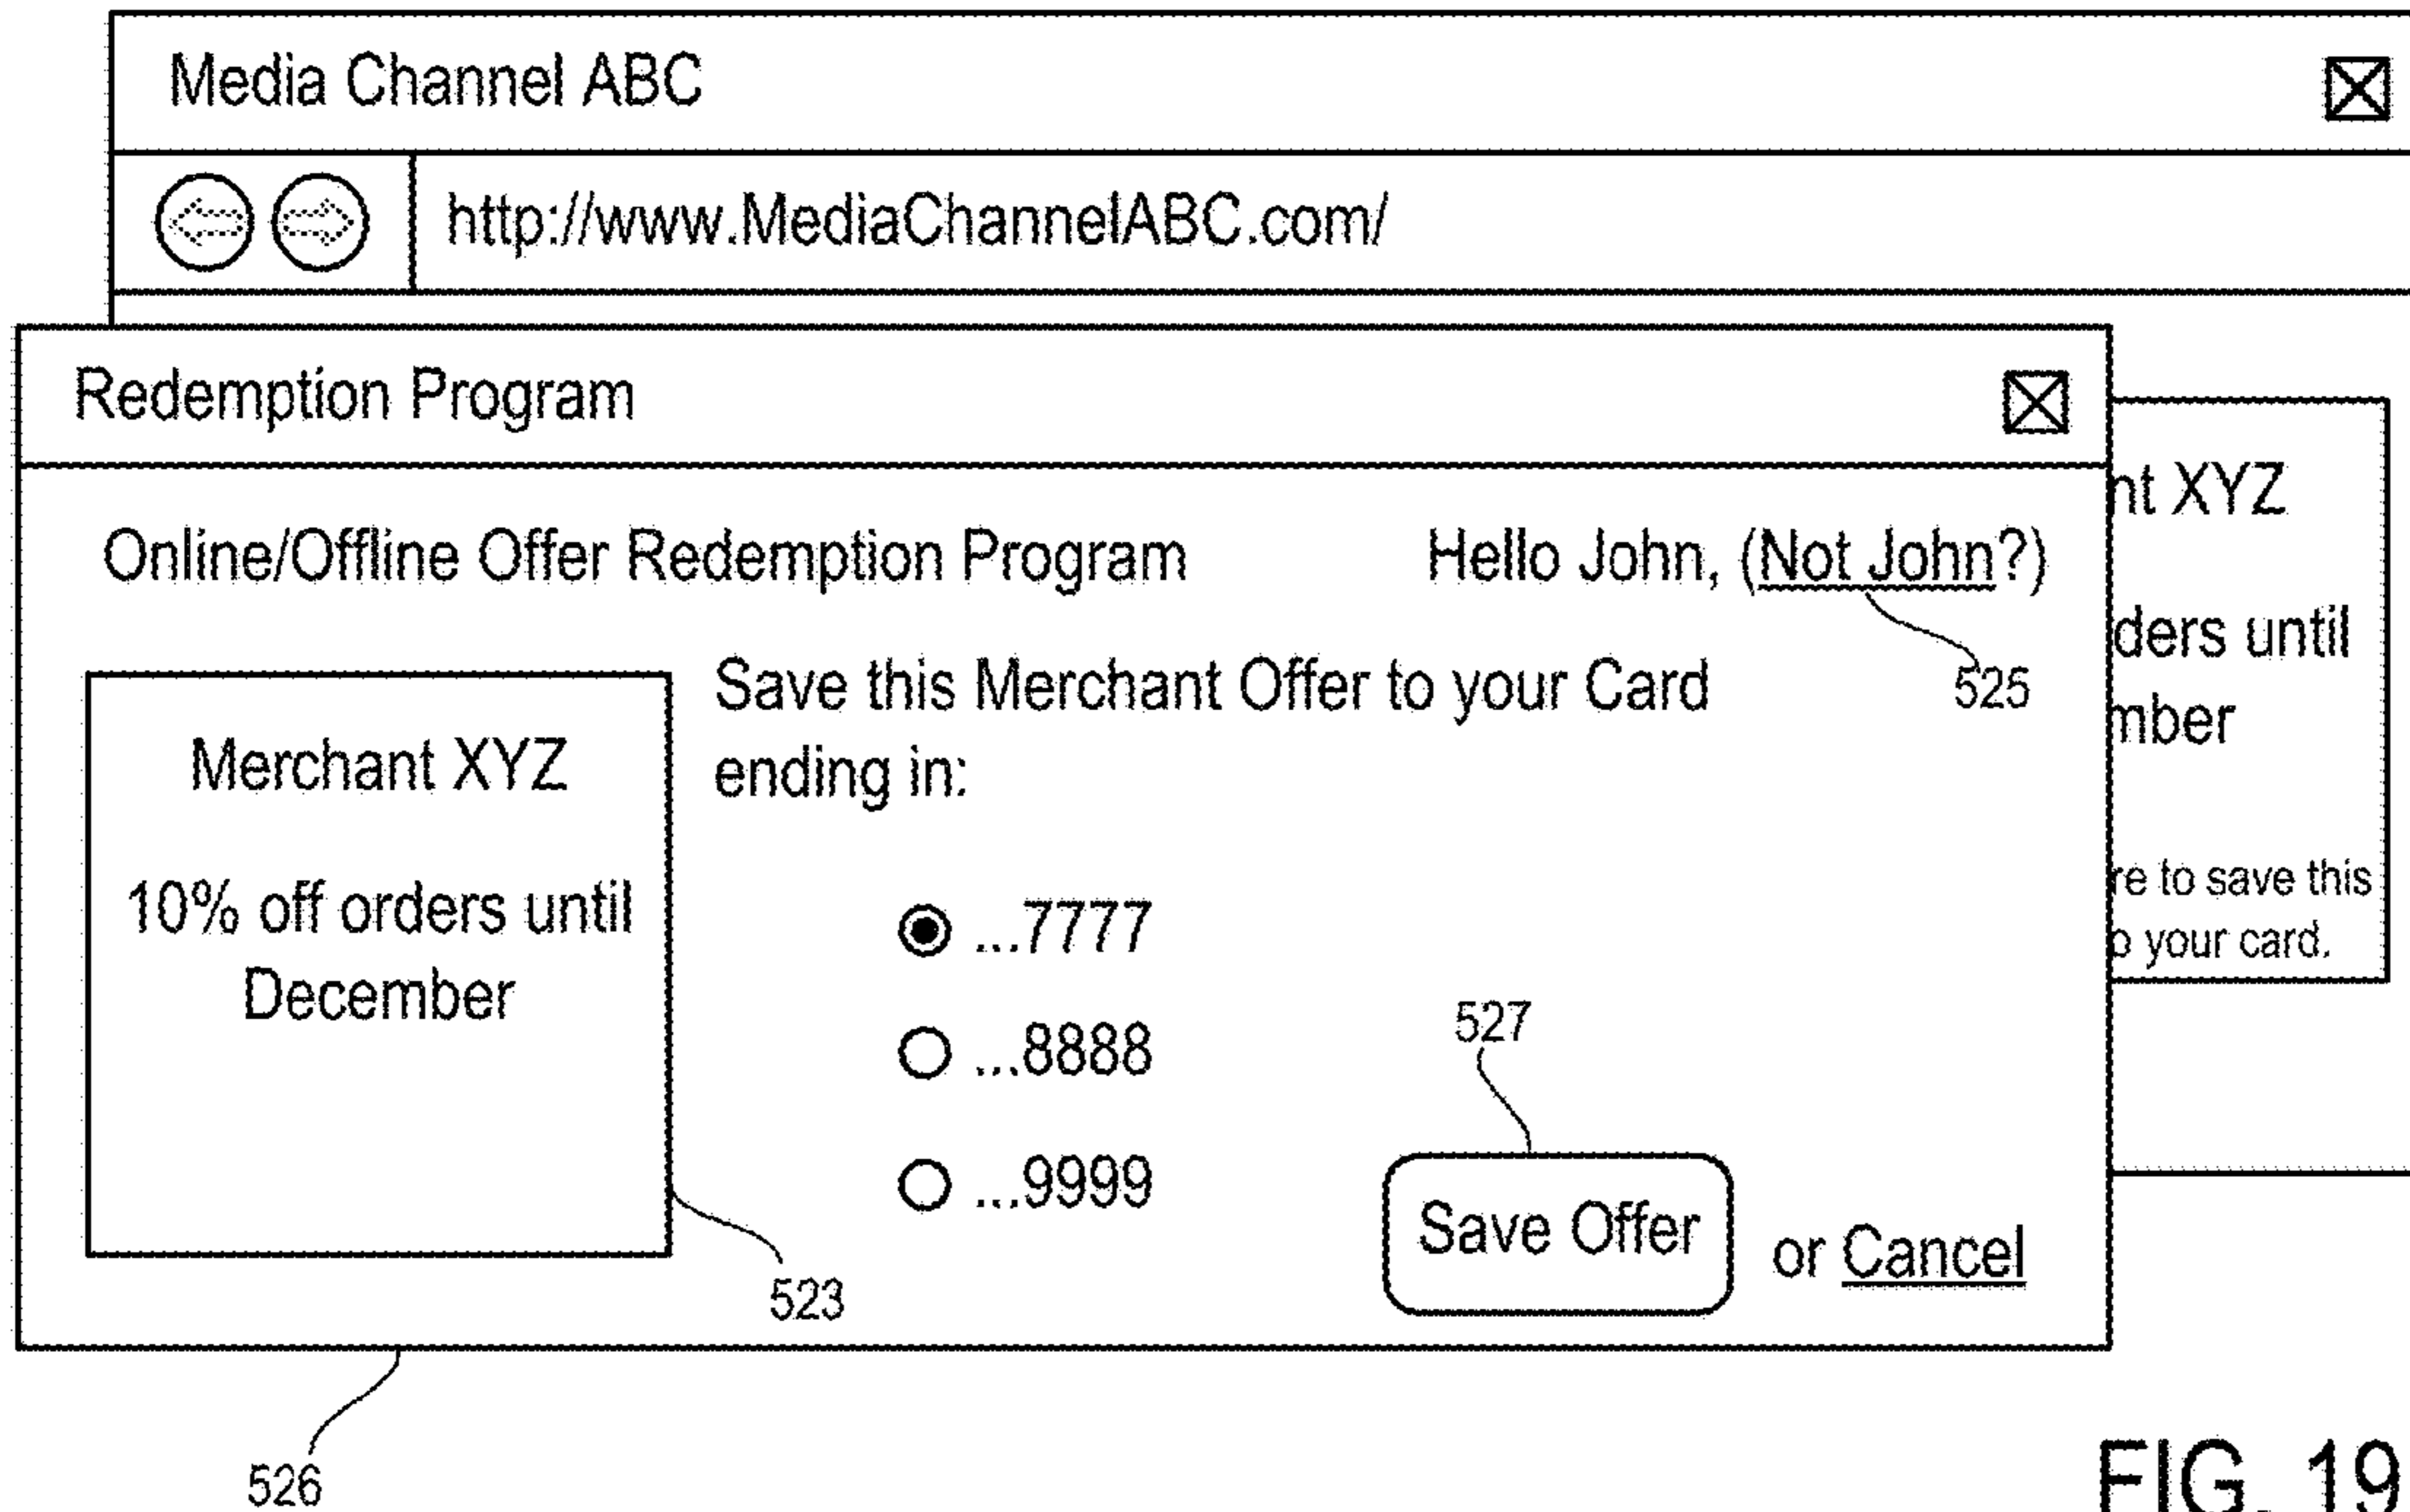 Media Channel ABC
http://www.MediaChannelABC.com/
Redemption Program
Online/Offline Offer Redemption Program
Hello John, (Not John?)
525
Save this Merchant Offer to your Card
ending in:
Merchant XYZ
10% off orders until
December
523
...7777
...8888
...9999
527
Save Offer
or Cancel
nt XYZ
ders until
mber
re to save this
o your card.
526
FIG. 19